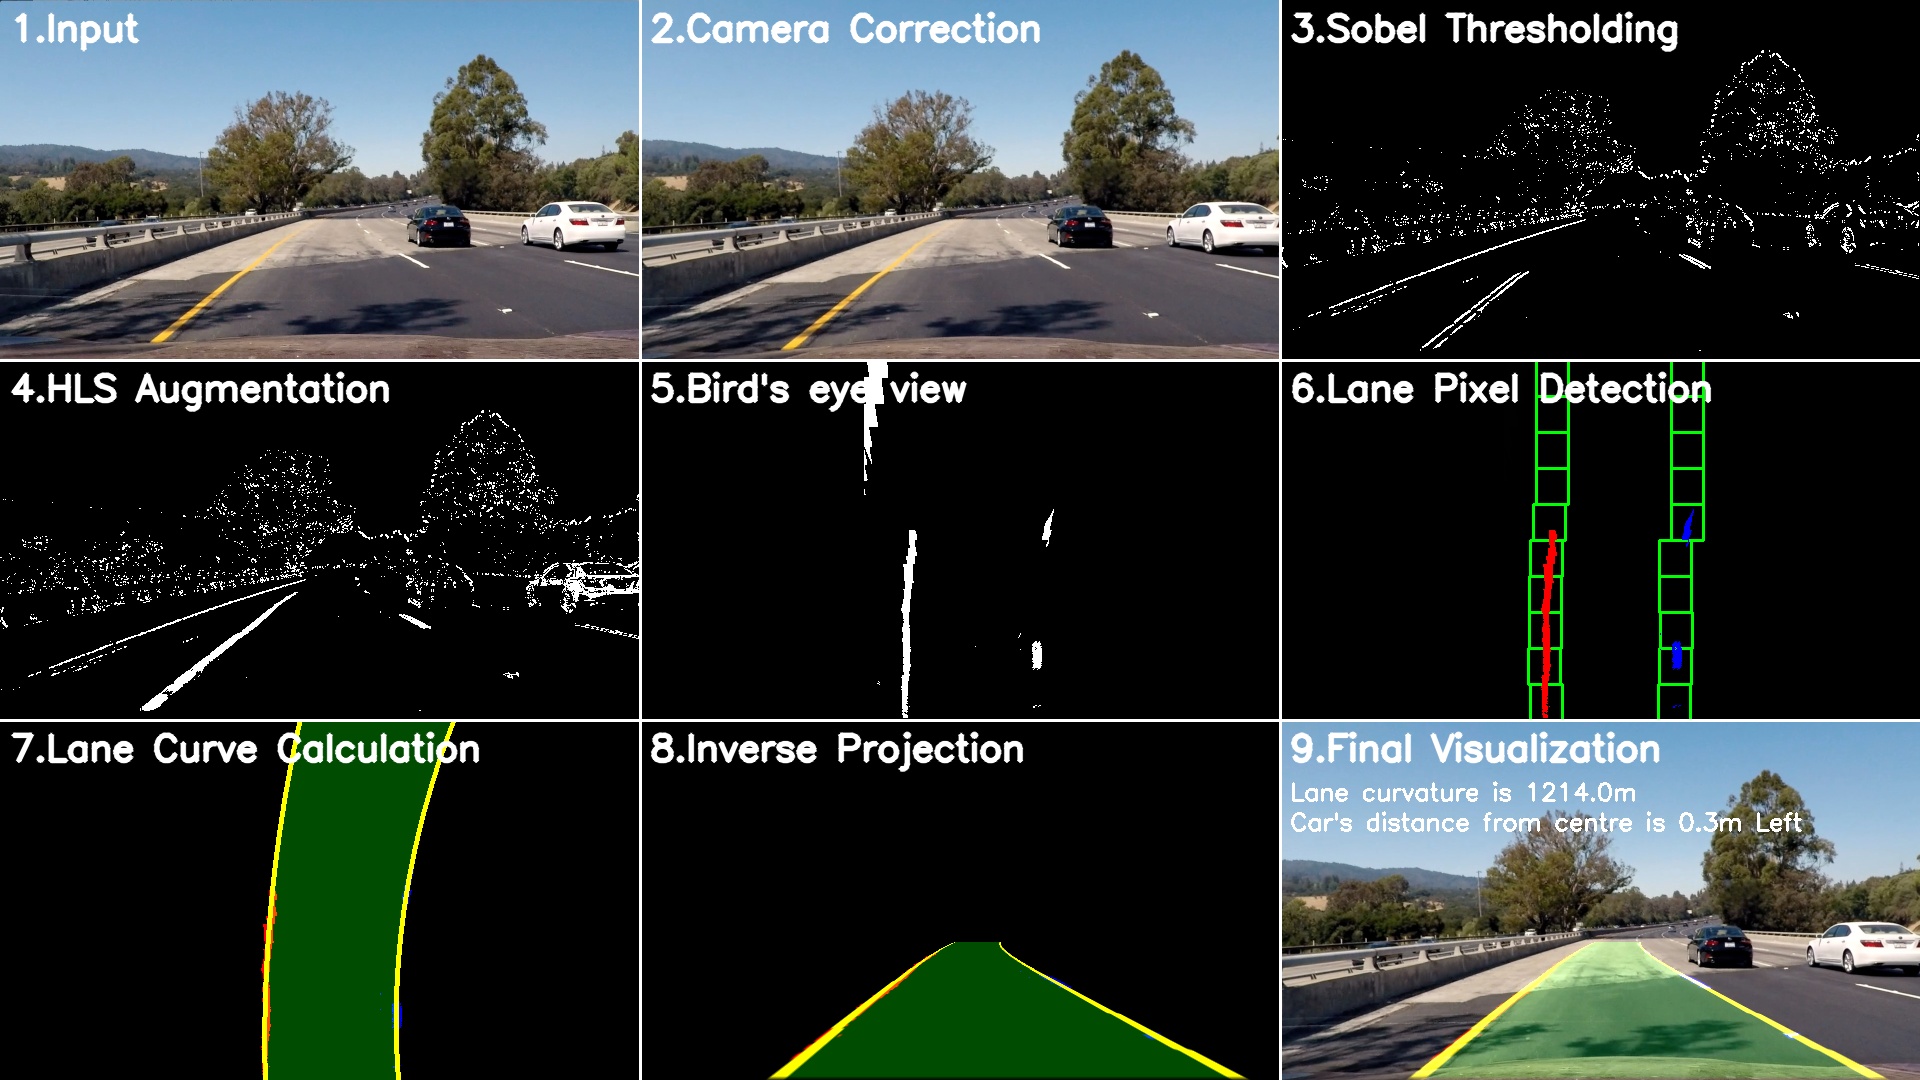 1.Input
2.Camera Correction
3.Sobel Thresholding
4.HLS Augmentation
5.Bird's eye view
6.Lane Pixel Detection
7.Lane Curve Calculation
8.Inverse Projection
9.Final Visualization
Lane curvature is 1214.0m
Car's distance from centre is 0.3m Left